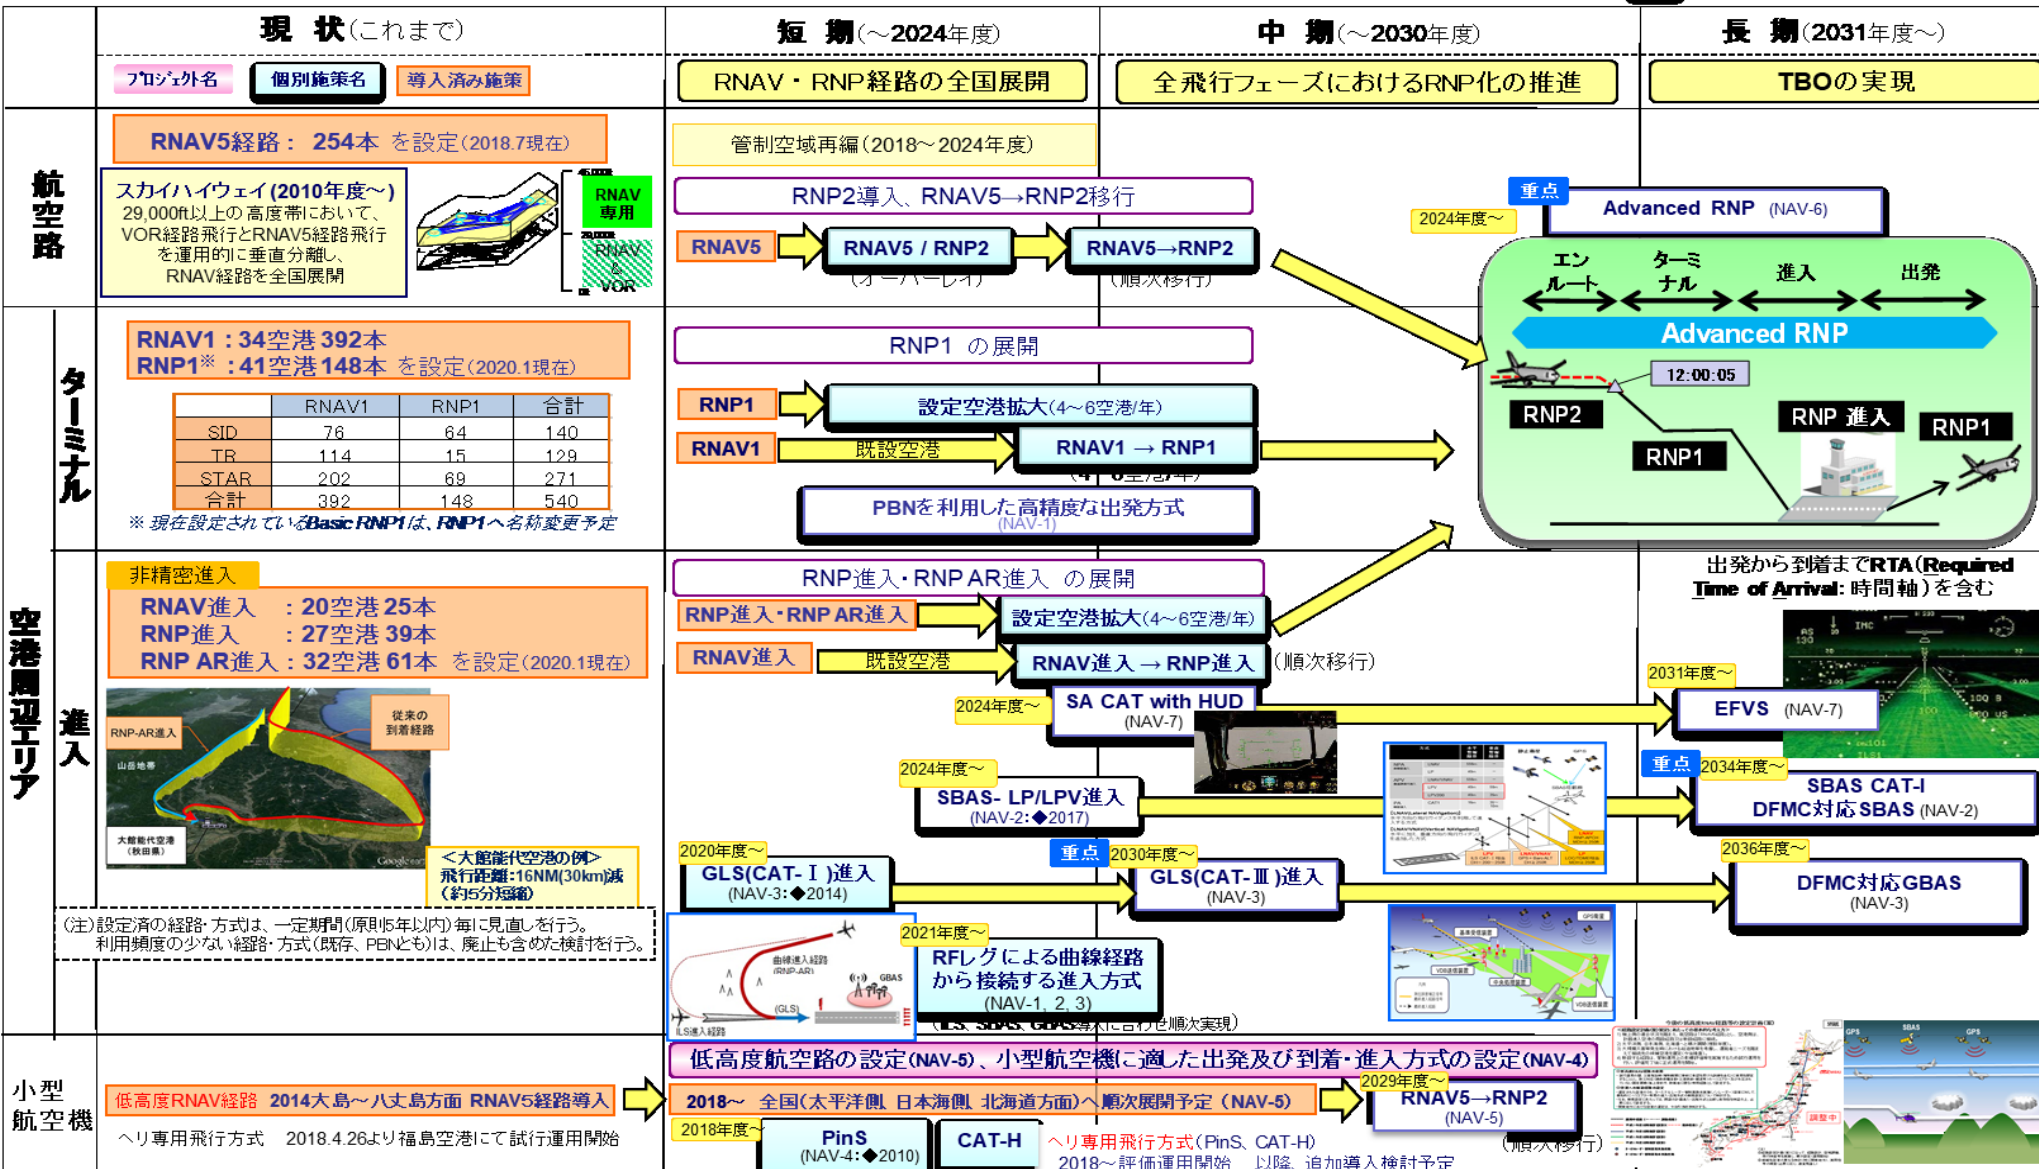 現 状(これまで)
短 期(～2024年度)
中 期(～2030年度)
長 期(2031年度～)
プロジェクト名
個別施策名
導入済み施策
RNAV・RNP経路の全国展開
全飛行フェーズにおけるRNP化の推進
TBOの実現
航空路
RNAV5経路： 254本 を設定(2018.7現在)
スカイハイウェイ(2010年度～)
29,000ft以上の高度帯において、
VOR経路飛行とRNAV5経路飛行
を運用的に垂直分離し、
RNAV経路を全国展開
RNAV
専用
RNAV
&
VOR
管制空域再編(2018～2024年度)
RNP2導入、RNAV5→RNP2移行
RNAV5
RNAV5 / RNP2
(オーバーレイ)
RNAV5→RNP2
(順次移行)
2024年度～
重点
Advanced RNP (NAV-6)
エン
ルート
ターミ
ナル
進入
出発
Advanced RNP
12:00:05
RNP2
RNP1
RNP 進入
RNP1
出発から到着までRTA(Required
Time of Arrival:時間軸)を含む
空港周辺エリア
ターミナル
RNAV1：34空港 392本
RNP1※：41空港 148本 を設定(2020.1現在)
RNAV1 RNP1 合計
SID 76 64 140
TR 114 15 129
STAR 202 69 271
合計 392 148 540
※ 現在設定されているBasic RNP1は、RNP1へ名称変更予定
RNP1 の展開
RNP1
設定空港拡大(4～6空港/年)
RNAV1
既設空港
RNAV1 → RNP1
(4～6空港/年)
PBNを利用した高精度な出発方式
(NAV-1)
進入
非精密進入
RNAV進入 ：20空港 25本
RNP進入 ：27空港 39本
RNP AR進入：32空港 61本 を設定(2020.1現在)
RNP-AR進入
従来の
到着経路
山岳地帯
大館能代空港
(秋田県)
Google earth
＜大館能代空港の例＞
飛行距離:16NM(30km)減
(約5分短縮)
(注)設定済の経路・方式は、一定期間(原則5年以内)毎に見直しを行う。
利用頻度の少ない経路・方式(既存、PBNとも)は、廃止も含めた検討を行う。
RNP進入・RNP AR進入 の展開
RNP進入・RNP AR進入
設定空港拡大(4～6空港/年)
RNAV進入
既設空港
RNAV進入 → RNP進入
(順次移行)
2024年度～
SA CAT with HUD
(NAV-7)
2031年度～
EFVS (NAV-7)
2024年度～
SBAS- LP/LPV進入
(NAV-2：◆2017)
重点
2034年度～
SBAS CAT-I
DFMC対応SBAS (NAV-2)
2020年度～
GLS(CAT-Ⅰ)進入
(NAV-3：◆2014)
重点
2030年度～
GLS(CAT-Ⅲ)進入
(NAV-3)
2036年度～
DFMC対応GBAS
(NAV-3)
曲線進入経路
(RNP-AR)
GBAS
(GLS)
ILS進入経路
2021年度～
RFレグによる曲線経路
から接続する進入方式
(NAV-1, 2, 3)
(ILS、SBAS、GBAS導入に合わせ順次実現)
小型
航空機
低高度航空路の設定(NAV-5)、小型航空機に適した出発及び到着・進入方式の設定(NAV-4)
低高度RNAV経路 2014大島～八丈島方面 RNAV5経路導入
2018～ 全国(太平洋側、日本海側、北海道方面)へ順次展開予定 (NAV-5)
2029年度～
RNAV5→RNP2
(NAV-5)
(順次移行)
ヘリ専用飛行方式 2018.4.26より福島空港にて試行運用開始
2018年度～
PinS
(NAV-4：◆2010)
CAT-H
ヘリ専用飛行方式(PinS、CAT-H)
2018～評価運用開始 以降、追加導入検討予定
調整中
GPS
SBAS
GPS